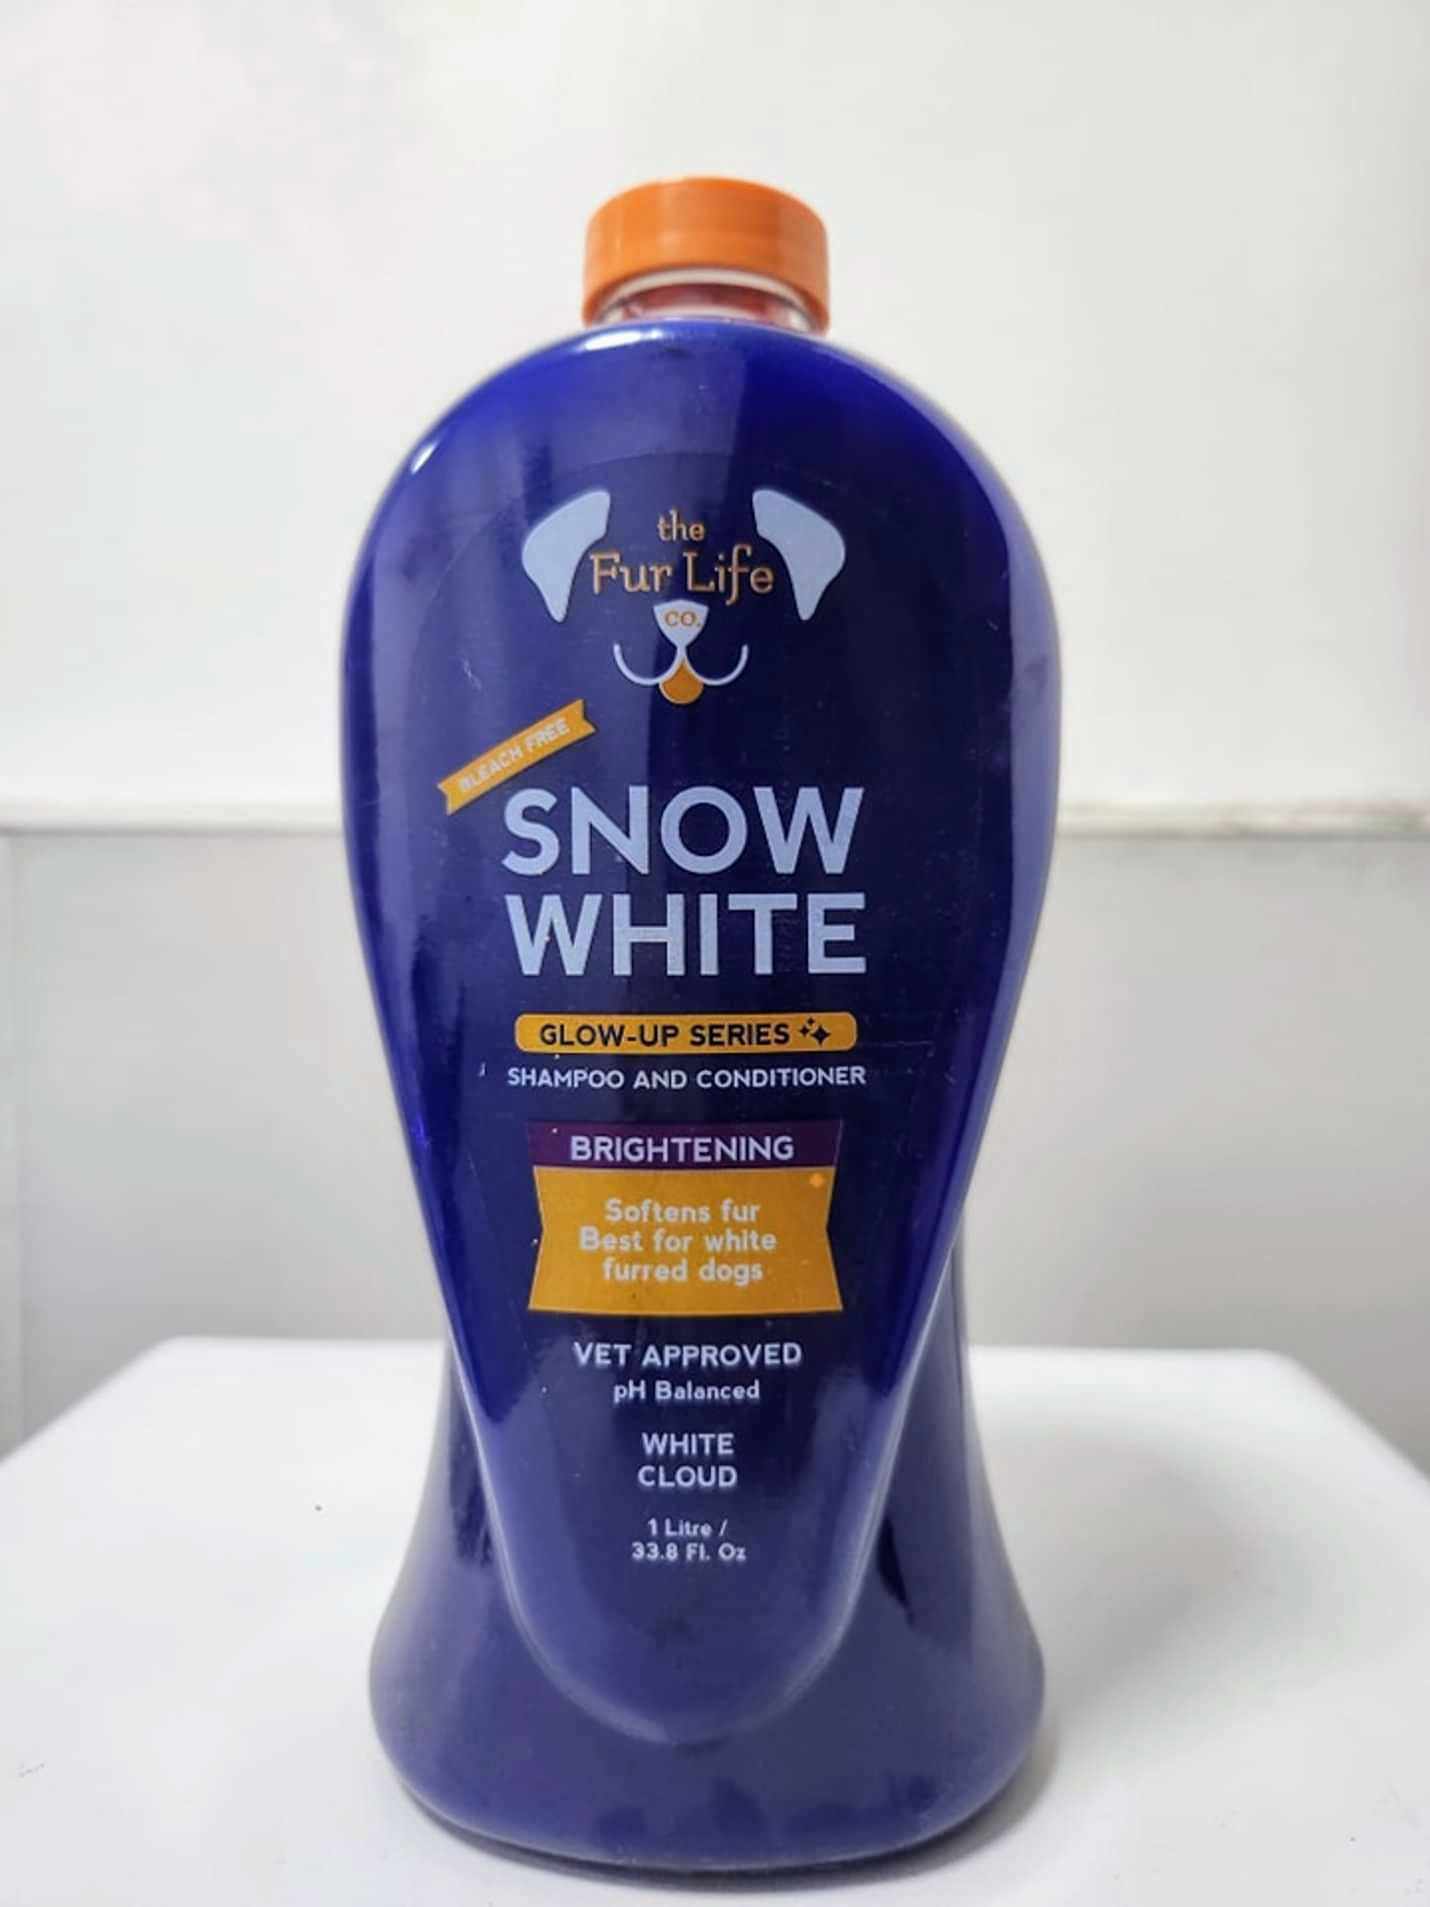 the
Fur Life
CO.
BLEACH FREE
SNOW
WHITE
GLOW-UP SERIES
SHAMPOO AND CONDITIONER
BRIGHTENING
Softens fur
Best for white
furred dogs
VET APPROVED
pH Balanced
WHITE
CLOUD
1 Litre /
33.8 Fl. Oz